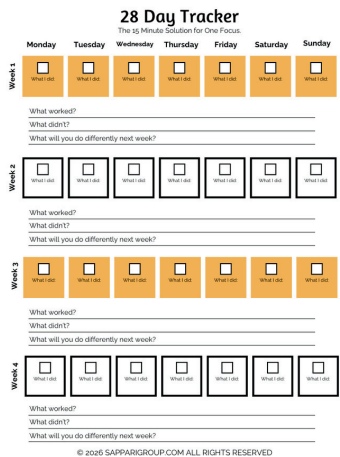 28 Day Tracker
The 15 Minute Solution for One Focus.
Monday Tuesday Wednesday Thursday Friday Saturday Sunday
Week 1
What I did: What I did: What I did: What I did: What I did: What I did: What I did:
What worked?
What didn't?
What will you do differently next week?
Week 2
What I did: What I did: What I did: What I did: What I did: What I did: What I did:
What worked?
What didn't?
What will you do differently next week?
Week 3
What I did: What I did: What I did: What I did: What I did: What I did: What I did:
What worked?
What didn't?
What will you do differently next week?
Week 4
What I did: What I did: What I did: What I did: What I did: What I did: What I did:
What worked?
What didn't?
What will you do differently next week?
© 2026 SAPPARIGROUP.COM ALL RIGHTS RESERVED